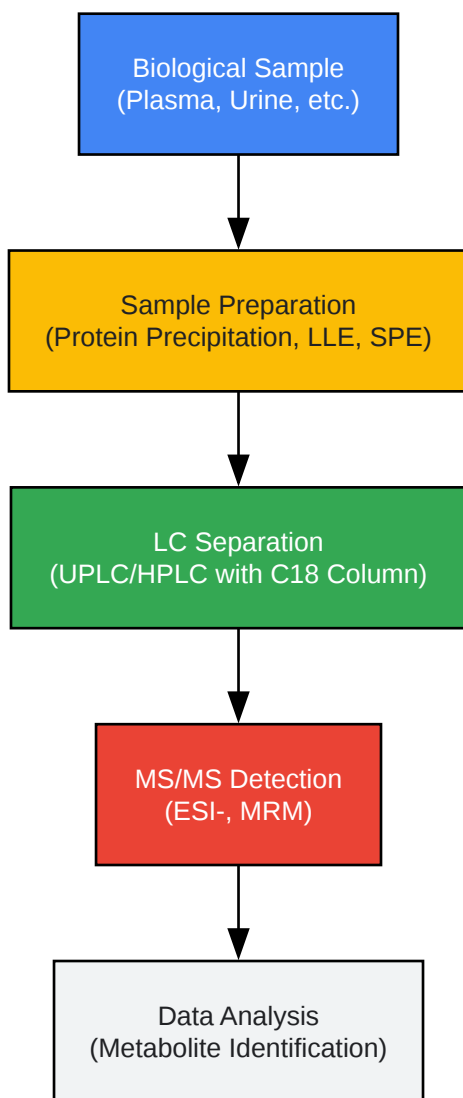 Biological Sample
(Plasma, Urine, etc.)
Sample Preparation
(Protein Precipitation, LLE, SPE)
LC Separation
(UPLC/HPLC with C18 Column)
MS/MS Detection
(ESI-, MRM)
Data Analysis
(Metabolite Identification)